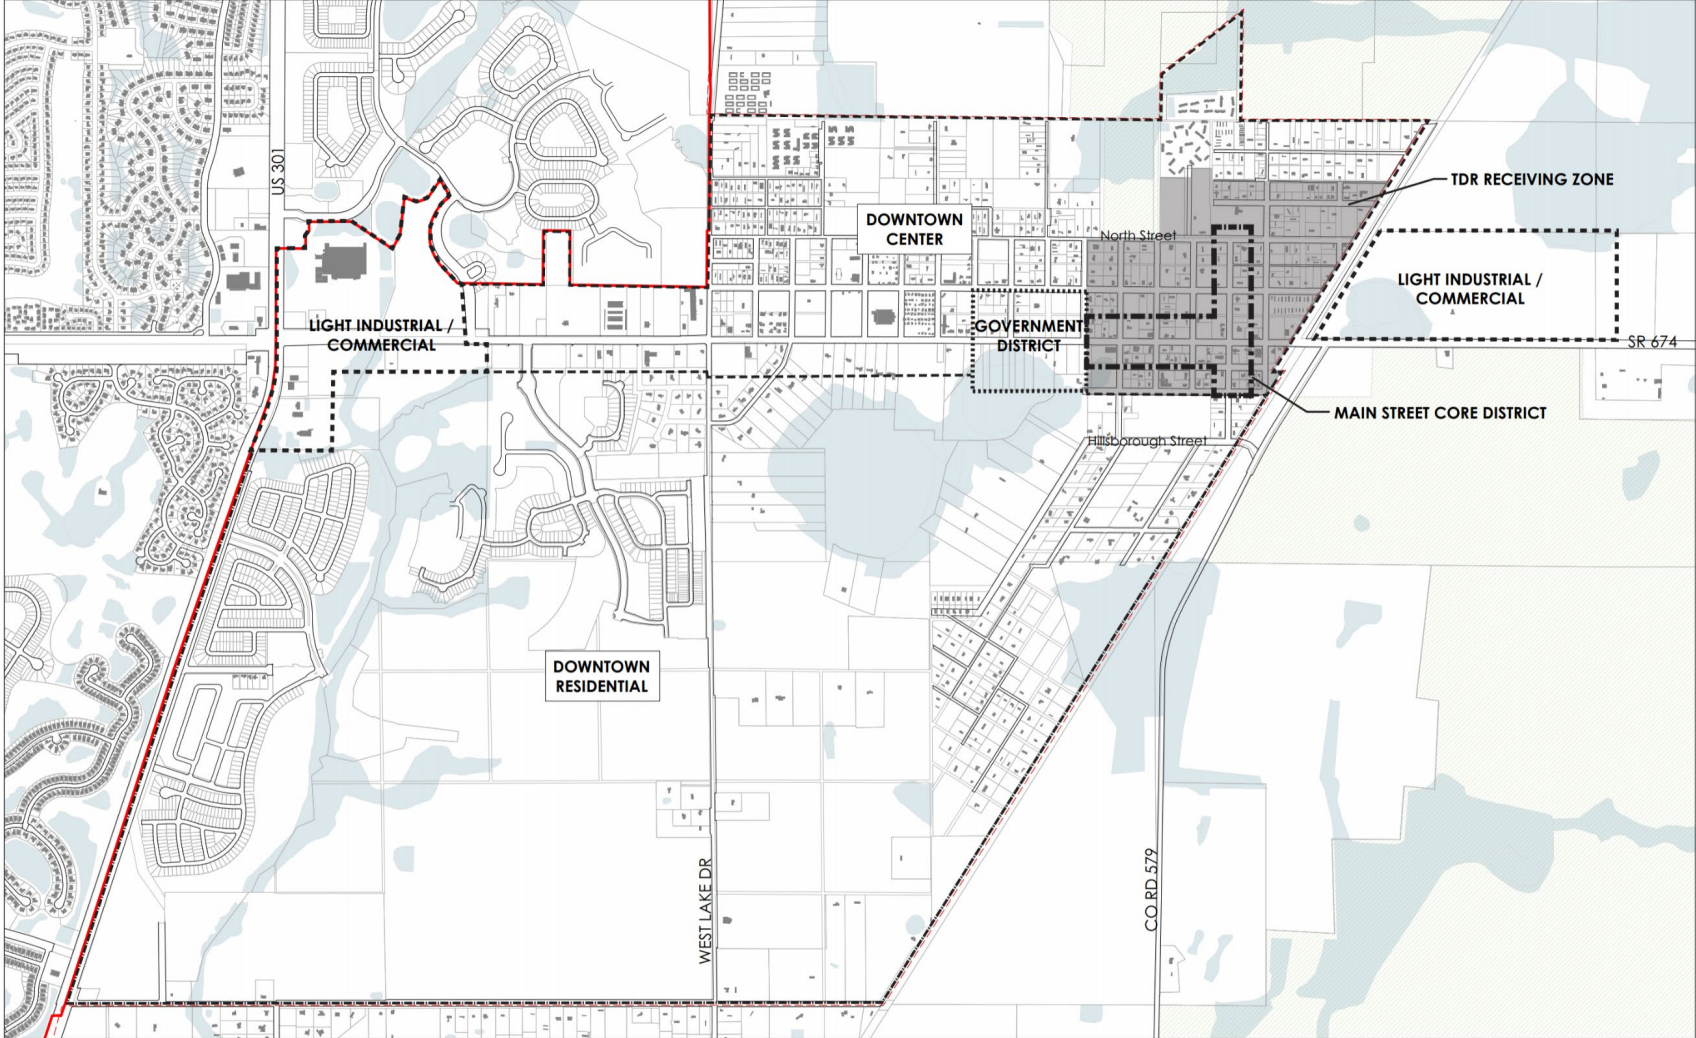 US 301
TDR RECEIVING ZONE
DOWNTOWN
CENTER
North Street
LIGHT INDUSTRIAL /
COMMERCIAL
LIGHT INDUSTRIAL /
COMMERCIAL
GOVERNMENT
DISTRICT
SR 674
MAIN STREET CORE DISTRICT
Hillsborough Street
DOWNTOWN
RESIDENTIAL
WEST LAKE DR
CO RD 579